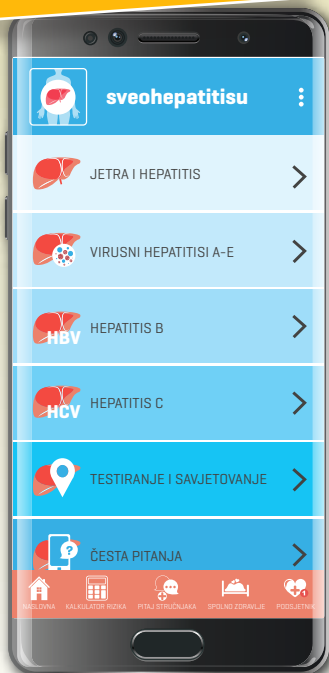 sveohepatitisu
JETRA I HEPATITIS
VIRUSNI HEPATITISI A-E
HBV
HEPATITIS B
HCV
HEPATITIS C
TESTIRANJE I SAVJETOVANJE
?
ČESTA PITANJA
NASLOVNA KALKULATOR RIZIKA PITAJ STRUČNJAKA SPOLNO ZDRAVLJE PODSJETNIK